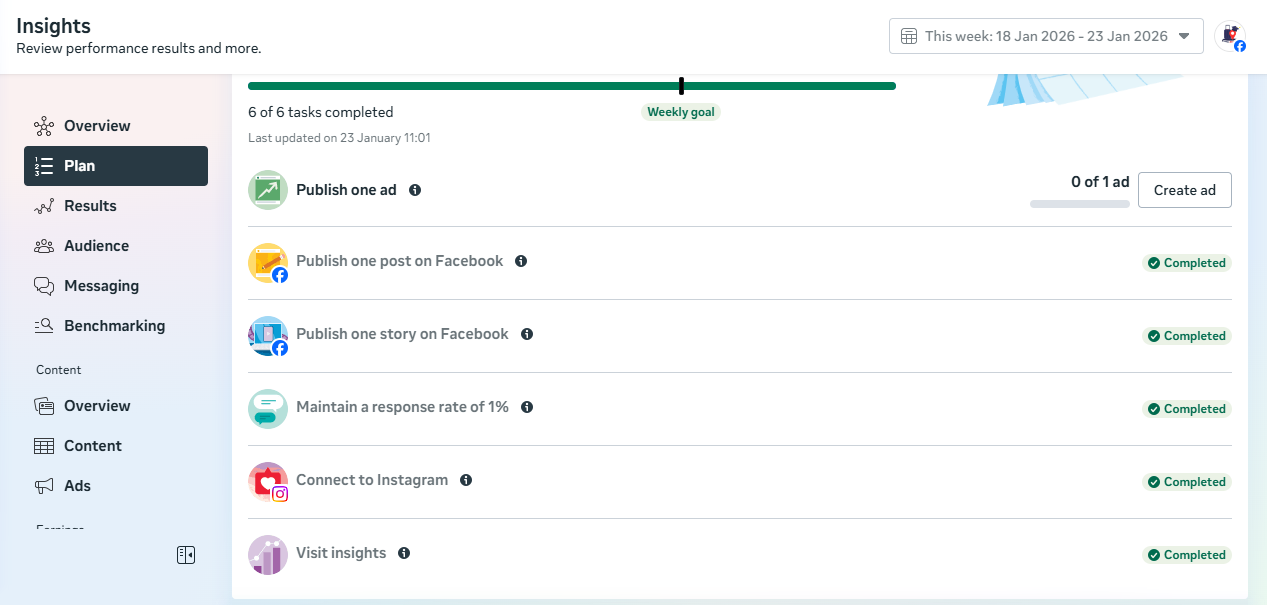 Insights
Review performance results and more.
This week: 18 Jan 2026 - 23 Jan 2026
Overview
Plan
Results
Audience
Messaging
Benchmarking
Content
Overview
Content
Ads
6 of 6 tasks completed
Weekly goal
Last updated on 23 January 11:01
Publish one ad
0 of 1 ad
Create ad
Publish one post on Facebook
Completed
Publish one story on Facebook
Completed
Maintain a response rate of 1%
Completed
Connect to Instagram
Completed
Visit insights
Completed